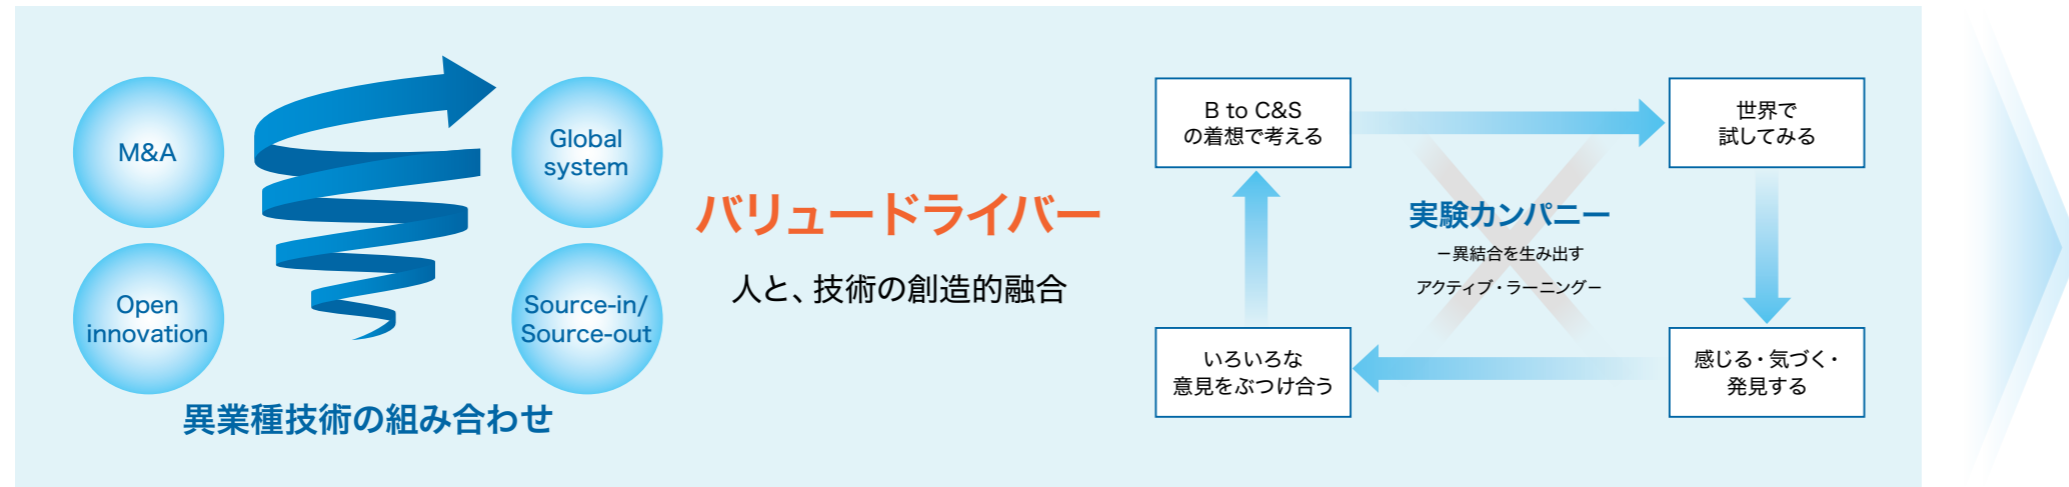 M&A
Global
system
Open
innovation
Source-in/
Source-out
異業種技術の組み合わせ
バリュードライバー
人と、技術の創造的融合
B to C&S
の着想で考える
世界で
試してみる
実験カンパニー
－異結合を生み出す
アクティブ・ラーニング－
いろいろな
意見をぶつけ合う
感じる・気づく・
発見する